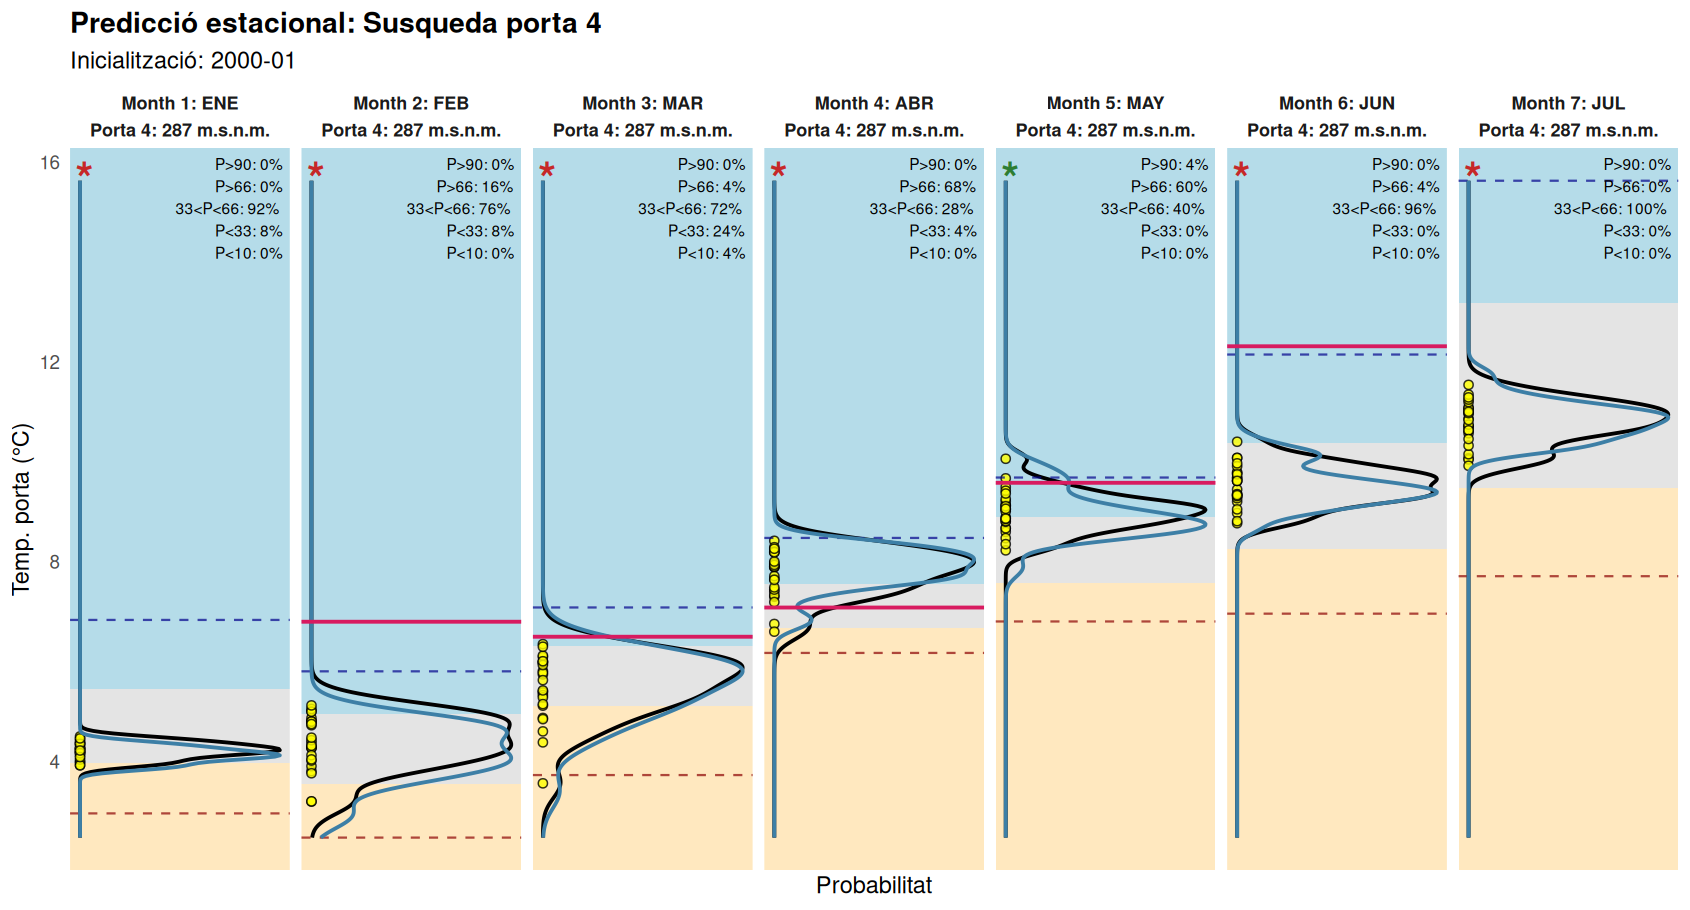 Predicció estacional: Susqueda porta 4
Inicialització: 2000-01
Month 1: ENE
Porta 4: 287 m.s.n.m.
Month 2: FEB
Porta 4: 287 m.s.n.m.
Month 3: MAR
Porta 4: 287 m.s.n.m.
Month 4: ABR
Porta 4: 287 m.s.n.m.
Month 5: MAY
Porta 4: 287 m.s.n.m.
Month 6: JUN
Porta 4: 287 m.s.n.m.
Month 7: JUL
Porta 4: 287 m.s.n.m.
Temp. porta (°C)
16
12
8
4
*
P>90: 0%
P>66: 0%
33<P<66: 92%
P<33: 8%
P<10: 0%
*
P>90: 0%
P>66: 16%
33<P<66: 76%
P<33: 8%
P<10: 0%
*
P>90: 0%
P>66: 4%
33<P<66: 72%
P<33: 24%
P<10: 4%
*
P>90: 0%
P>66: 68%
33<P<66: 28%
P<33: 4%
P<10: 0%
*
P>90: 4%
P>66: 60%
33<P<66: 40%
P<33: 0%
P<10: 0%
*
P>90: 0%
P>66: 4%
33<P<66: 96%
P<33: 0%
P<10: 0%
*
P>90: 0%
P>66: 0%
33<P<66: 100%
P<33: 0%
P<10: 0%
Probabilitat